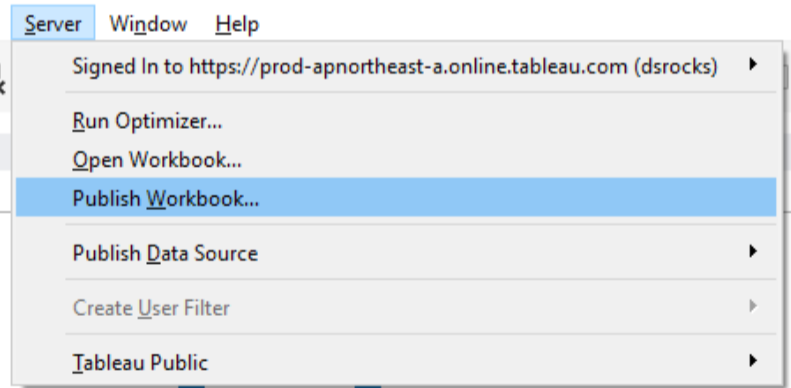 Server Window Help
Signed In to https://prod-apnortheast-a.online.tableau.com (dsrocks)
Run Optimizer...
Open Workbook...
Publish Workbook...
Publish Data Source
Create User Filter
Tableau Public